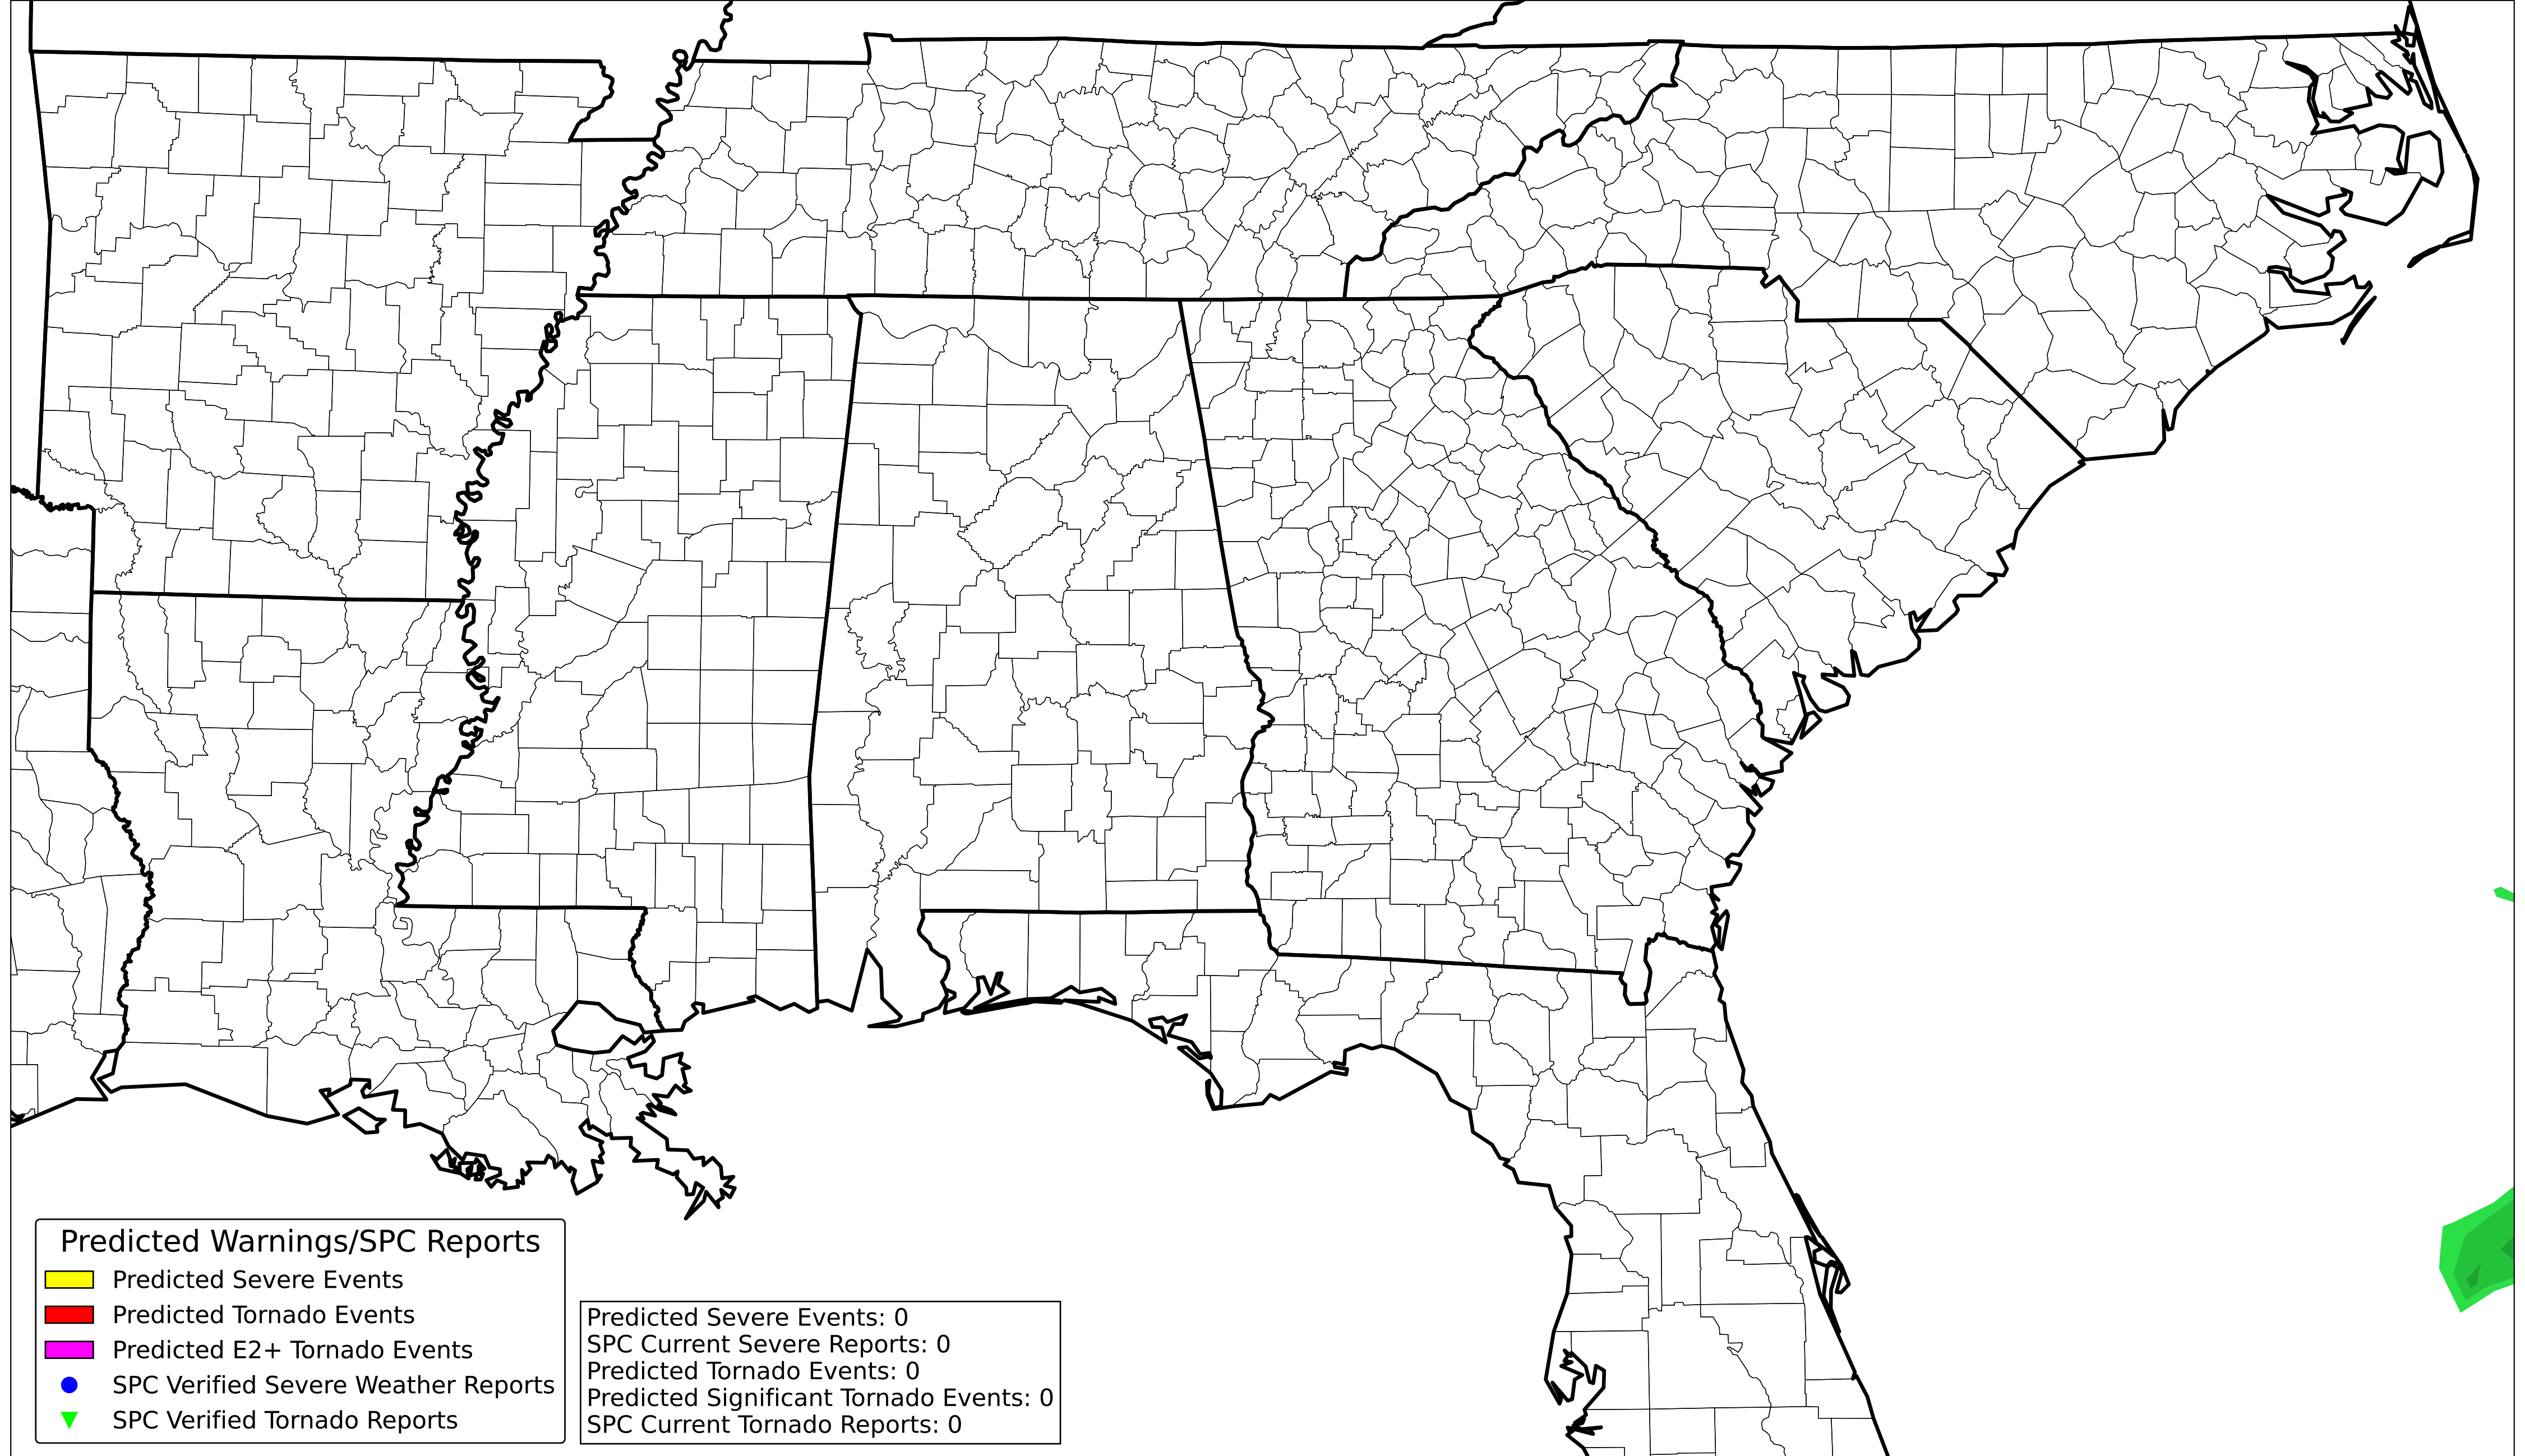 Predicted Warnings/SPC Reports
Predicted Severe Events
Predicted Tornado Events
Predicted E2+ Tornado Events
SPC Verified Severe Weather Reports
SPC Verified Tornado Reports
Predicted Severe Events: 0
SPC Current Severe Reports: 0
Predicted Tornado Events: 0
Predicted Significant Tornado Events: 0
SPC Current Tornado Reports: 0